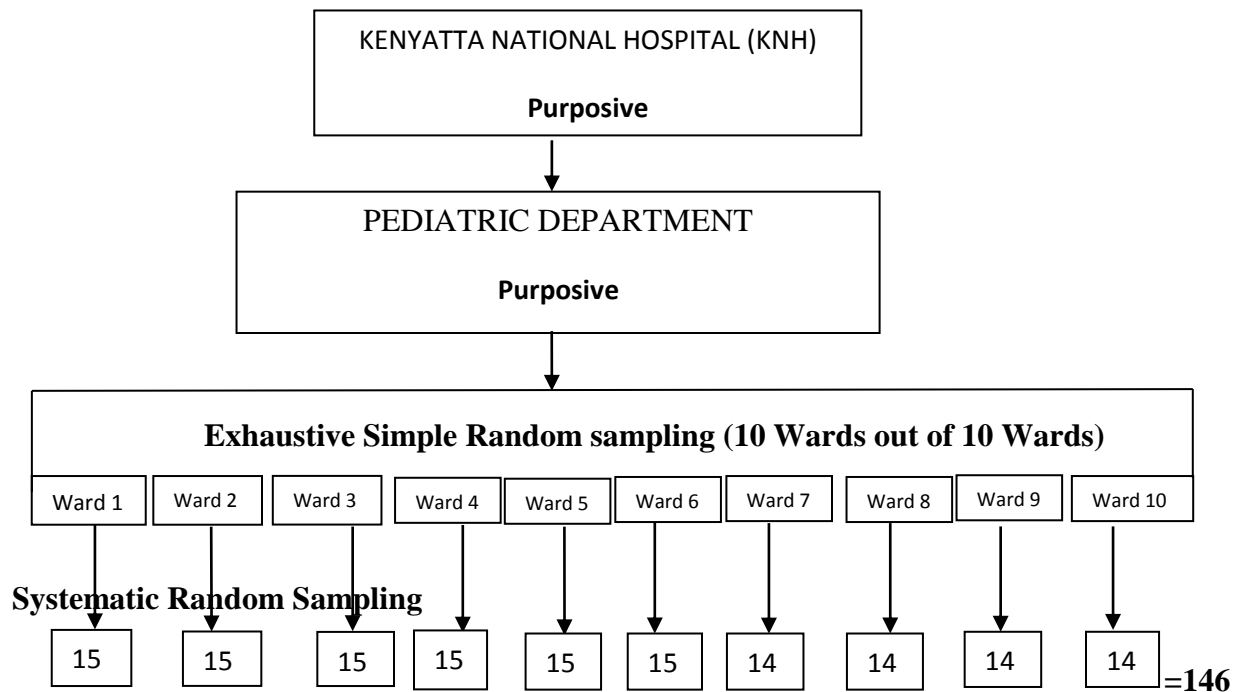 KENYATTA NATIONAL HOSPITAL (KNH)
Purposive
PEDIATRIC DEPARTMENT
Purposive
Exhaustive Simple Random sampling (10 Wards out of 10 Wards)
Ward 1 Ward 2 Ward 3 Ward 4 Ward 5 Ward 6 Ward 7 Ward 8 Ward 9 Ward 10
Systematic Random Sampling
15 15 15 15 15 15 14 14 14 14 =146